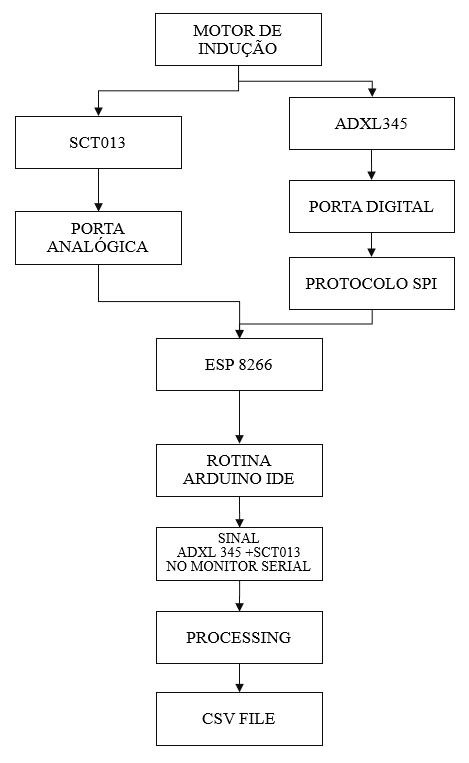 MOTOR DE
INDUÇÃO
SCT013
ADXL345
PORTA
ANALÓGICA
PORTA DIGITAL
PROTOCOLO SPI
ESP 8266
ROTINA
ARDUINO IDE
SINAL
ADXL 345 +SCT013
NO MONITOR SERIAL
PROCESSING
CSV FILE